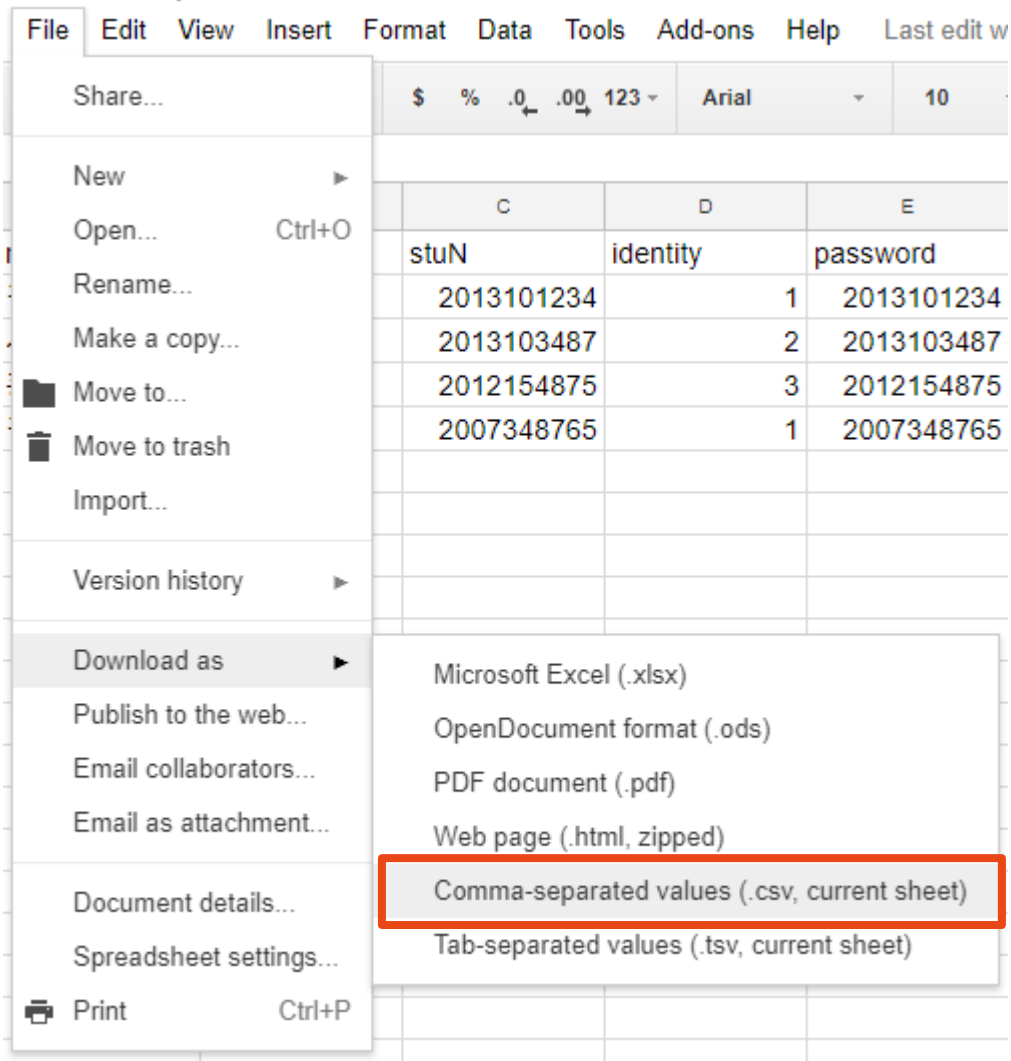 File Edit View Insert Format Data Tools Add-ons Help Last edit w
Share...
$ % .0 .00 123 Arial 10
New
Open... Ctrl+O
Rename...
Make a copy...
Move to...
Move to trash
Import...
Version history
Download as
Publish to the web...
Email collaborators...
Email as attachment...
Document details...
Spreadsheet settings...
Print Ctrl+P
C D E
stuN identity password
2013101234 1 2013101234
2013103487 2 2013103487
2012154875 3 2012154875
2007348765 1 2007348765
Microsoft Excel (.xlsx)
OpenDocument format (.ods)
PDF document (.pdf)
Web page (.html, zipped)
Comma-separated values (.csv, current sheet)
Tab-separated values (.tsv, current sheet)